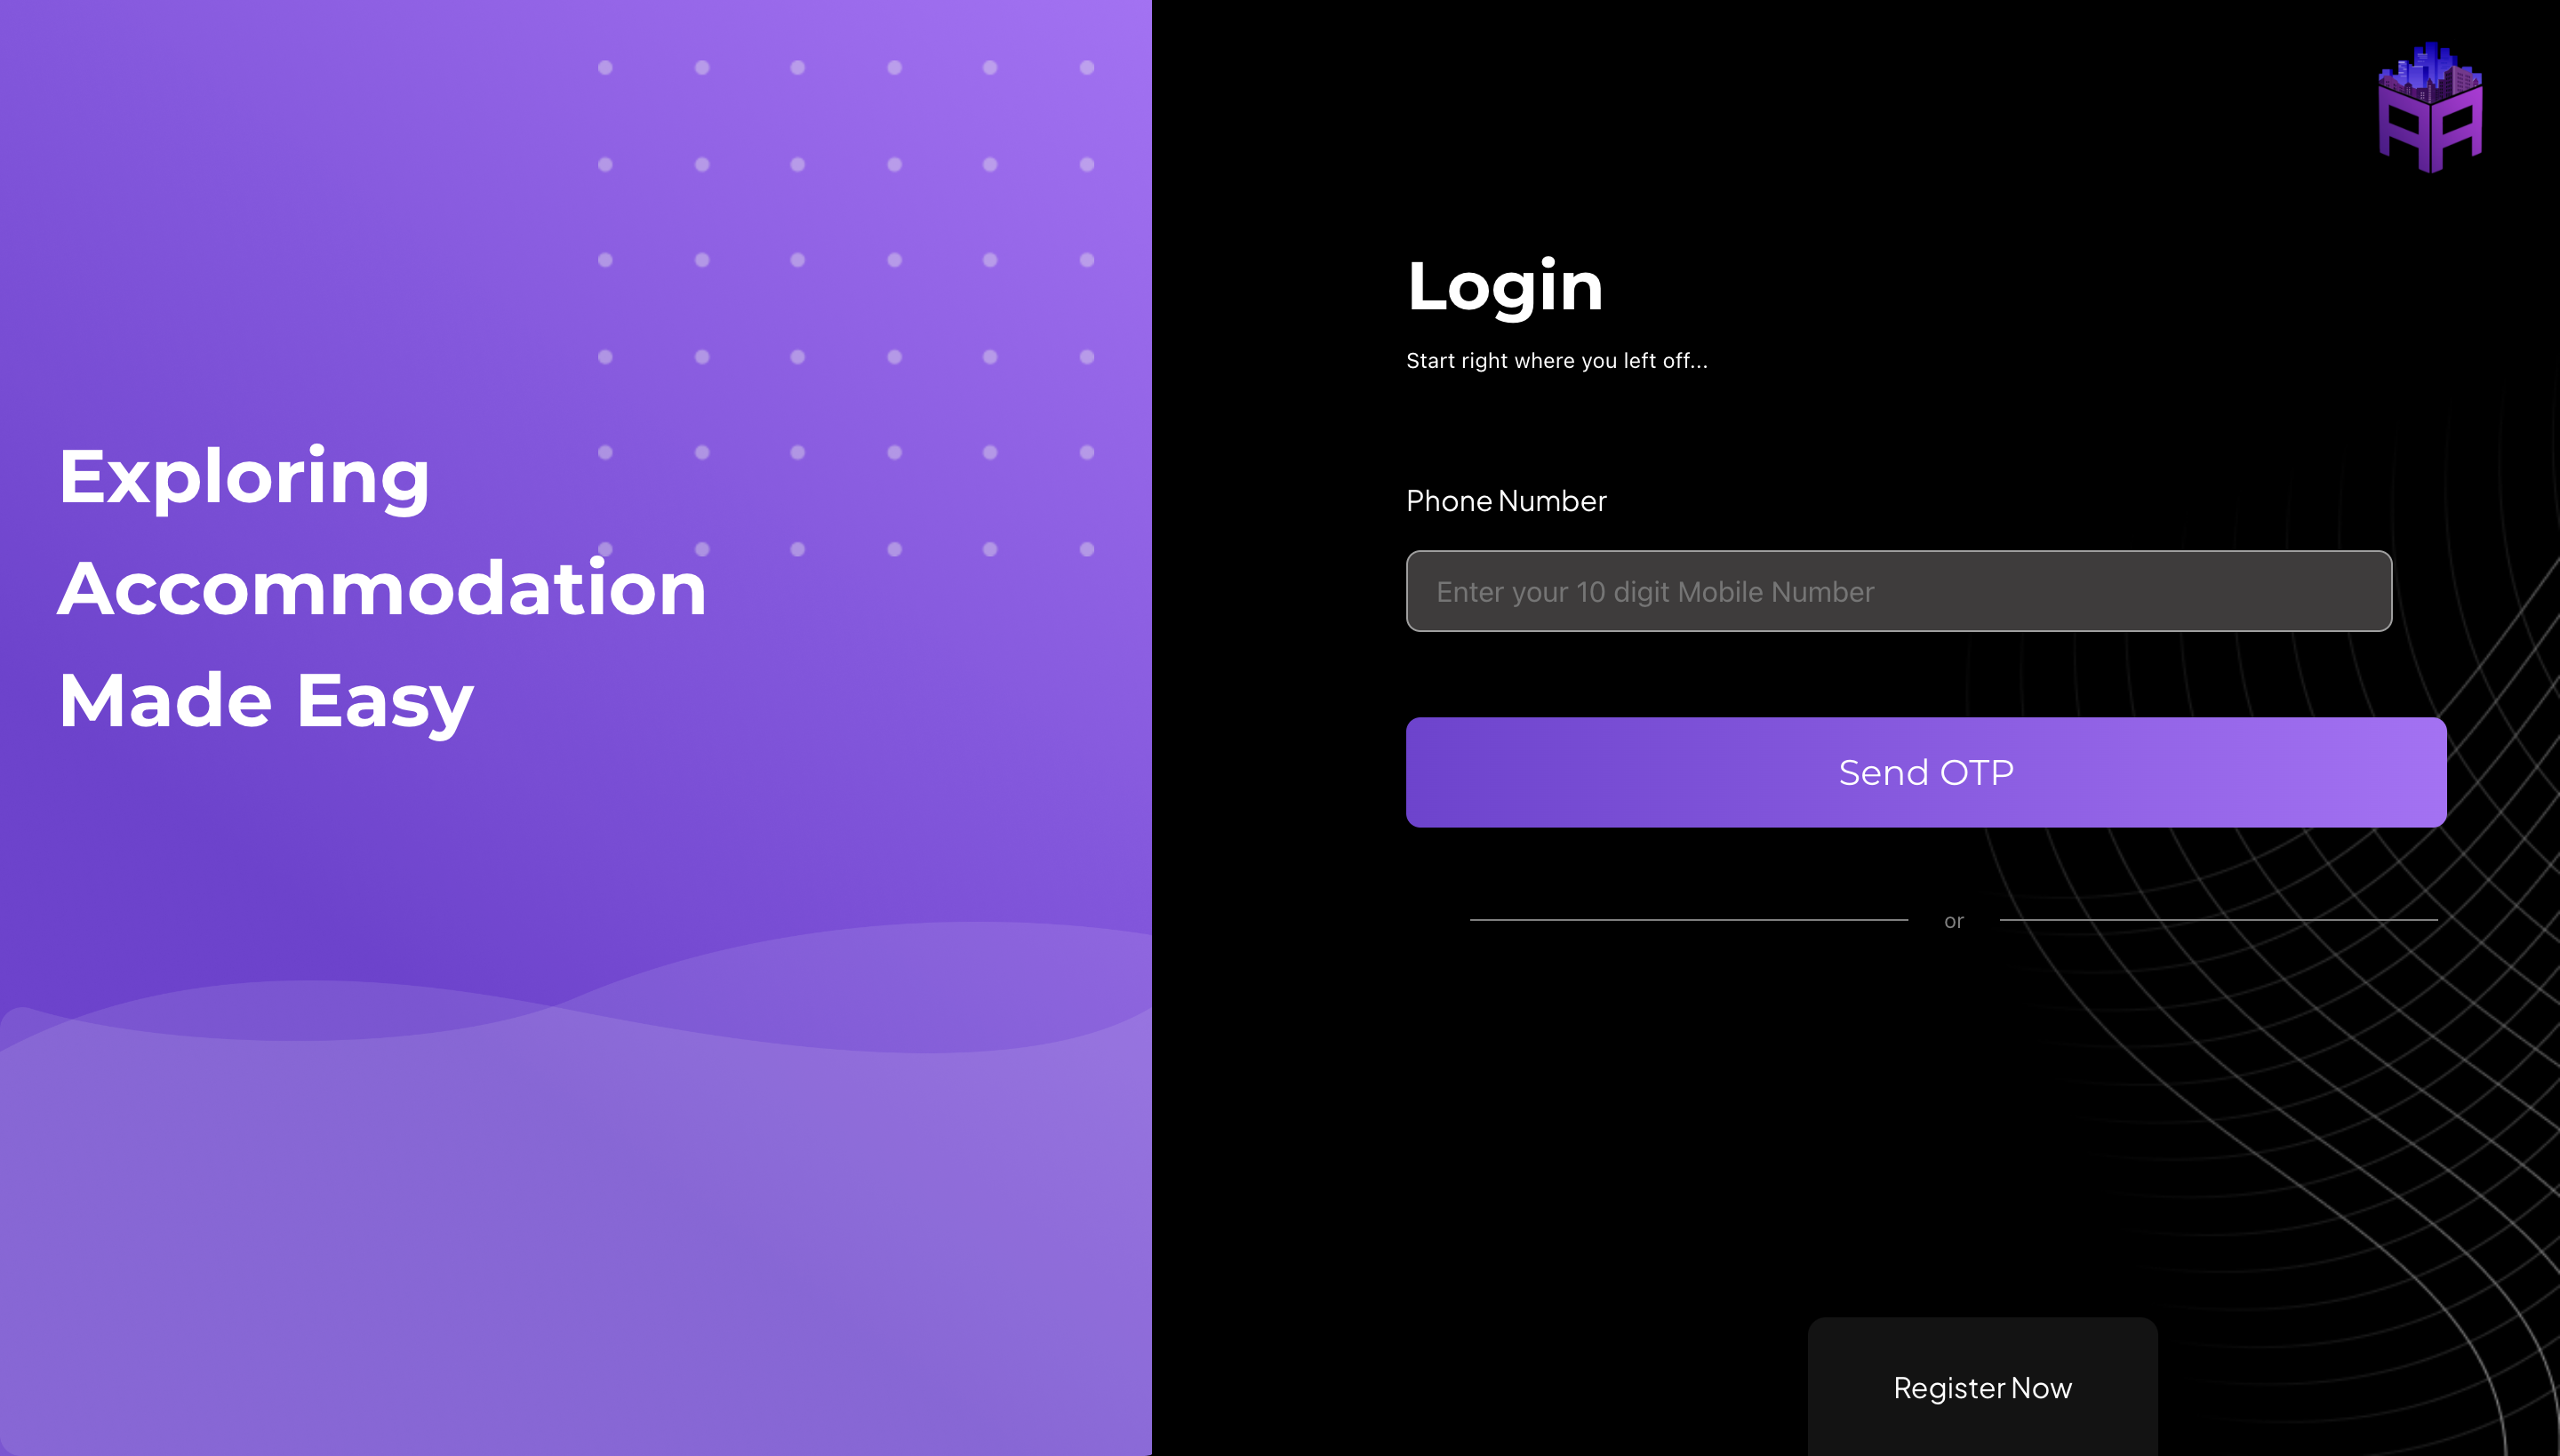 Exploring
Accommodation
Made Easy
Login
Start right where you left off...
Phone Number
Enter your 10 digit Mobile Number
Send OTP
or
Register Now